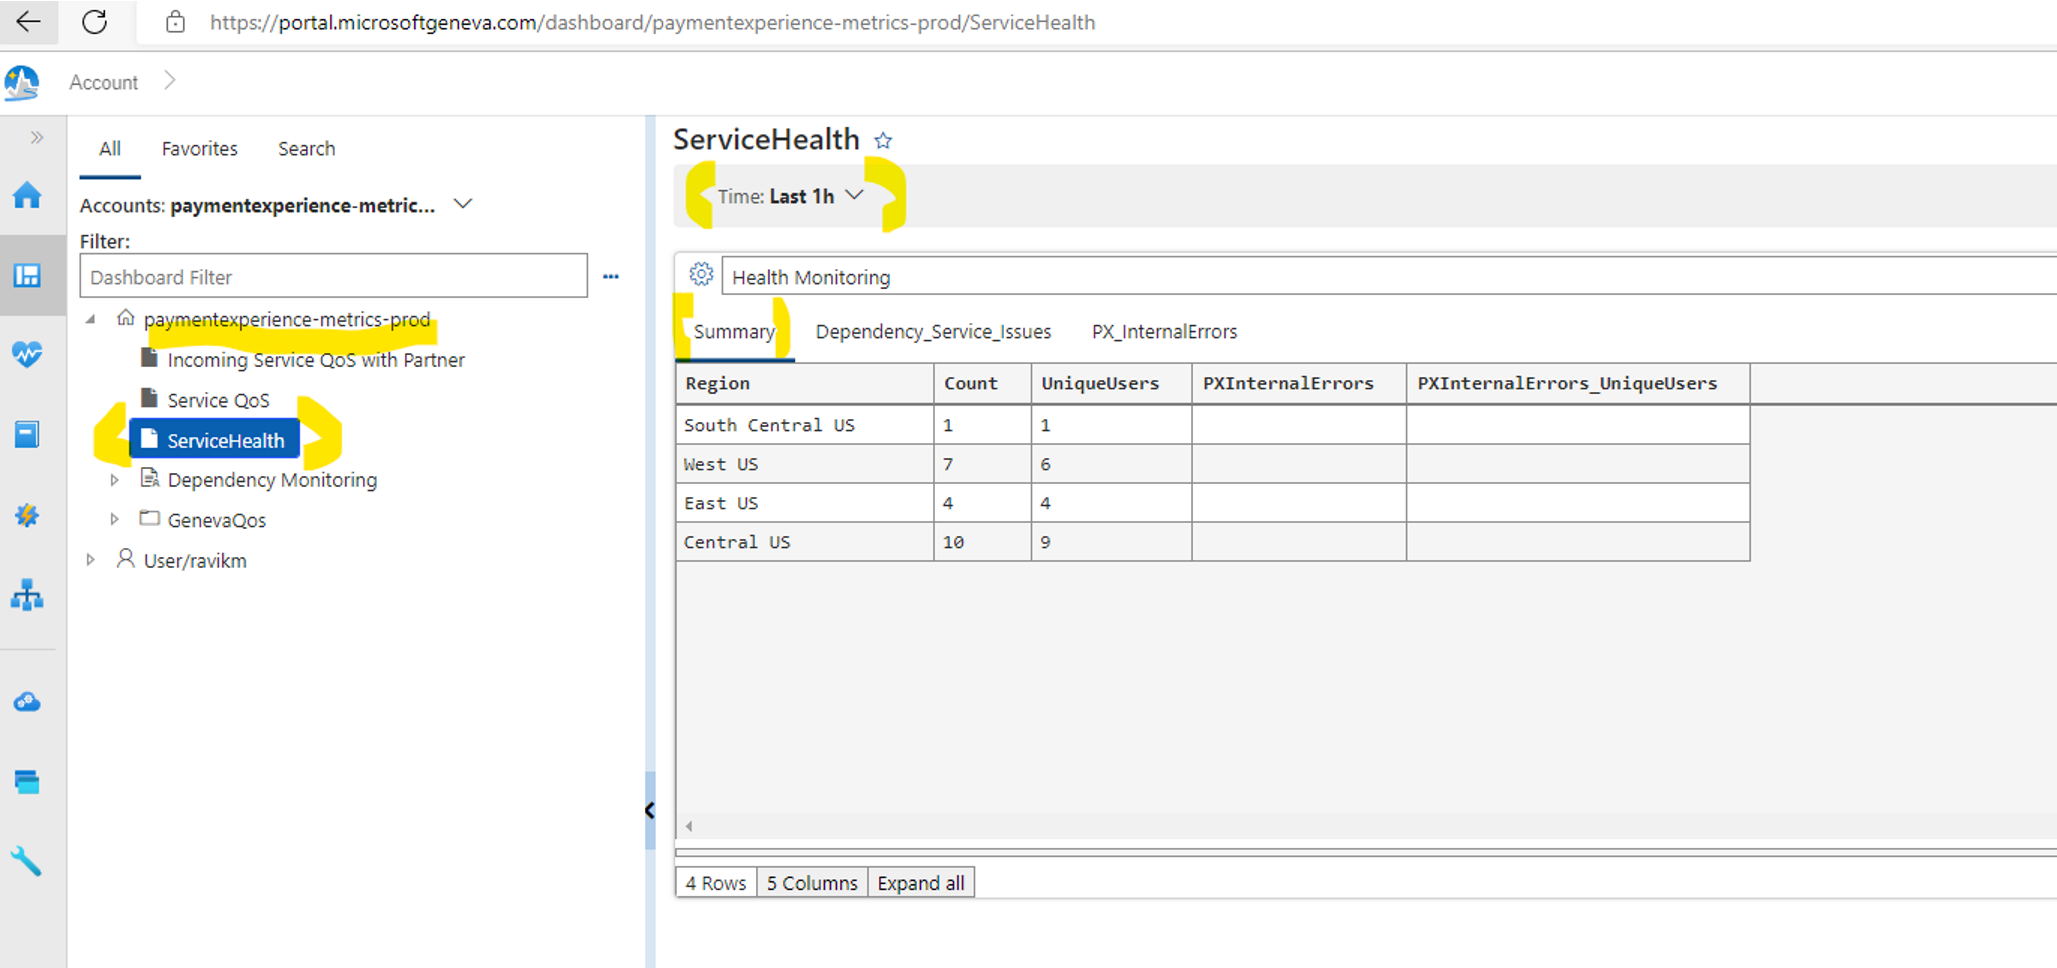 https://portal.microsoftgeneva.com/dashboard/paymentexperience-metrics-prod/ServiceHealth
Account
All Favorites Search
Accounts: paymentexperience-metric...
Filter:
Dashboard Filter
paymentexperience-metrics-prod
Incoming Service QoS with Partner
Service QoS
ServiceHealth
Dependency Monitoring
GenevaQos
User/ravikm
ServiceHealth
Time: Last 1h
Health Monitoring
Summary Dependency_Service_Issues PX_InternalErrors
Region Count UniqueUsers PXInternalErrors PXInternalErrors_UniqueUsers
South Central US 1 1
West US 7 6
East US 4 4
Central US 10 9
4 Rows 5 Columns Expand all